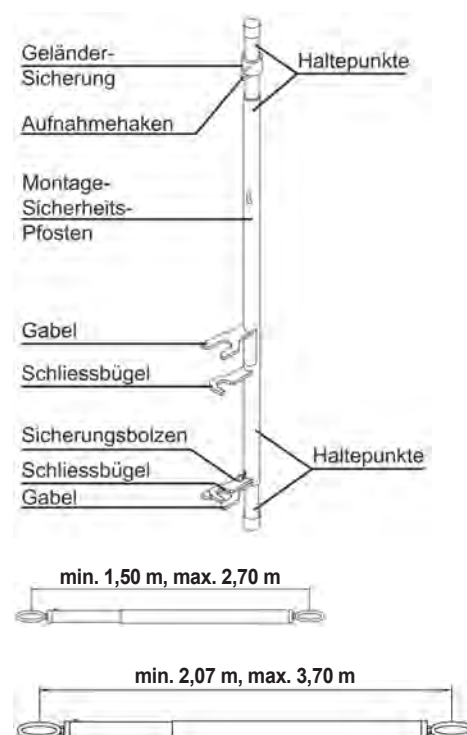 Geländer-
Sicherung
Haltepunkte
Aufnahmehaken
Montage-
Sicherheits-
Pfosten
Gabel
Schliessbügel
Sicherungsbolzen
Schliessbügel
Gabel
Haltepunkte
min. 1,50 m, max. 2,70 m
min. 2,07 m, max. 3,70 m